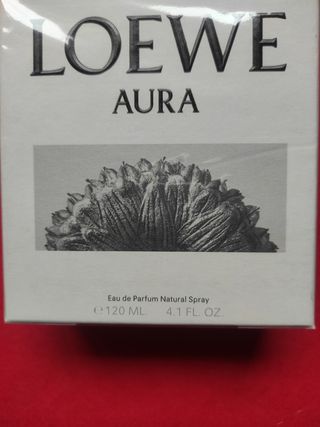 LOEWE
AURA
Eau de Parfum Natural Spray
℮120 ML. 4.1 FL. OZ.